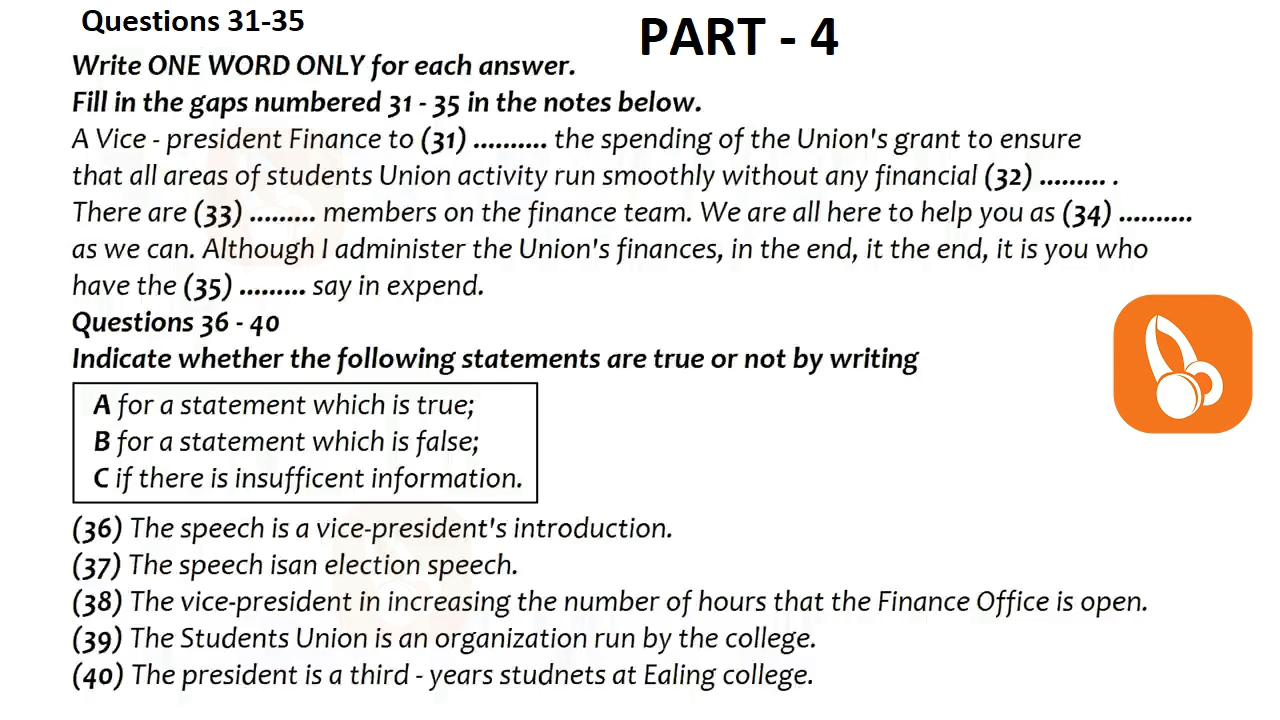 Questions 31-35
PART - 4
Write ONE WORD ONLY for each answer.
Fill in the gaps numbered 31 - 35 in the notes below.
A Vice - president Finance to (31) .......... the spending of the Union's grant to ensure
that all areas of students Union activity run smoothly without any financial (32) ......... .
There are (33) ......... members on the finance team. We are all here to help you as (34) ..........
as we can. Although I administer the Union's finances, in the end, it the end, it is you who
have the (35) ......... say in expend.
Questions 36 - 40
Indicate whether the following statements are true or not by writing
A for a statement which is true;
B for a statement which is false;
C if there is insufficent information.
(36) The speech is a vice-president's introduction.
(37) The speech isan election speech.
(38) The vice-president in increasing the number of hours that the Finance Office is open.
(39) The Students Union is an organization run by the college.
(40) The president is a third - years studnets at Ealing college.